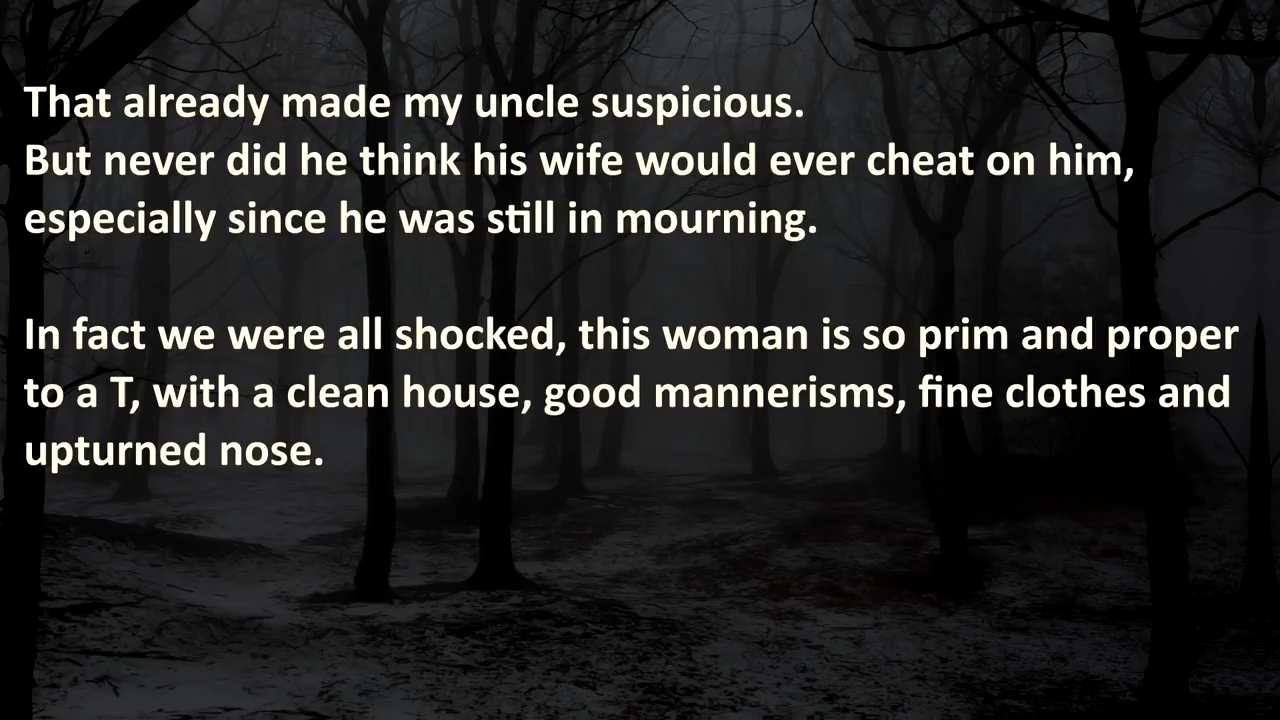 That already made my uncle suspicious.
But never did he think his wife would ever cheat on him,
especially since he was still in mourning.
In fact we were all shocked, this woman is so prim and proper
to a T, with a clean house, good mannerisms, fine clothes and
upturned nose.